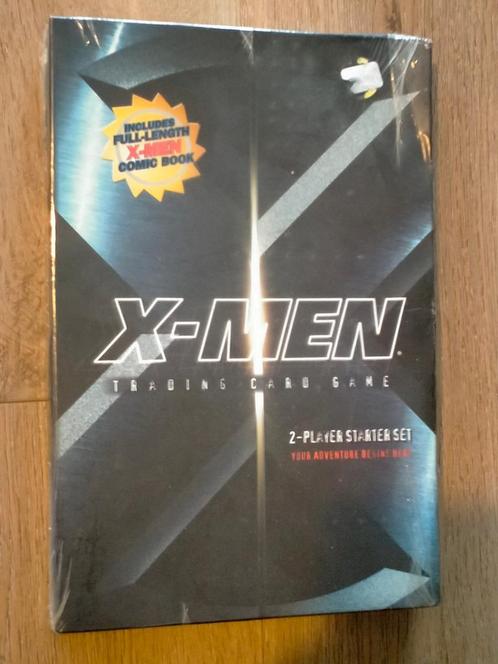 INCLUDES
FULL-LENGTH
X-MEN
COMIC BOOK
X-MEN®
TRADING CARD GAME
2-PLAYER STARTER SET
YOUR ADVENTURE BEGINS HERE